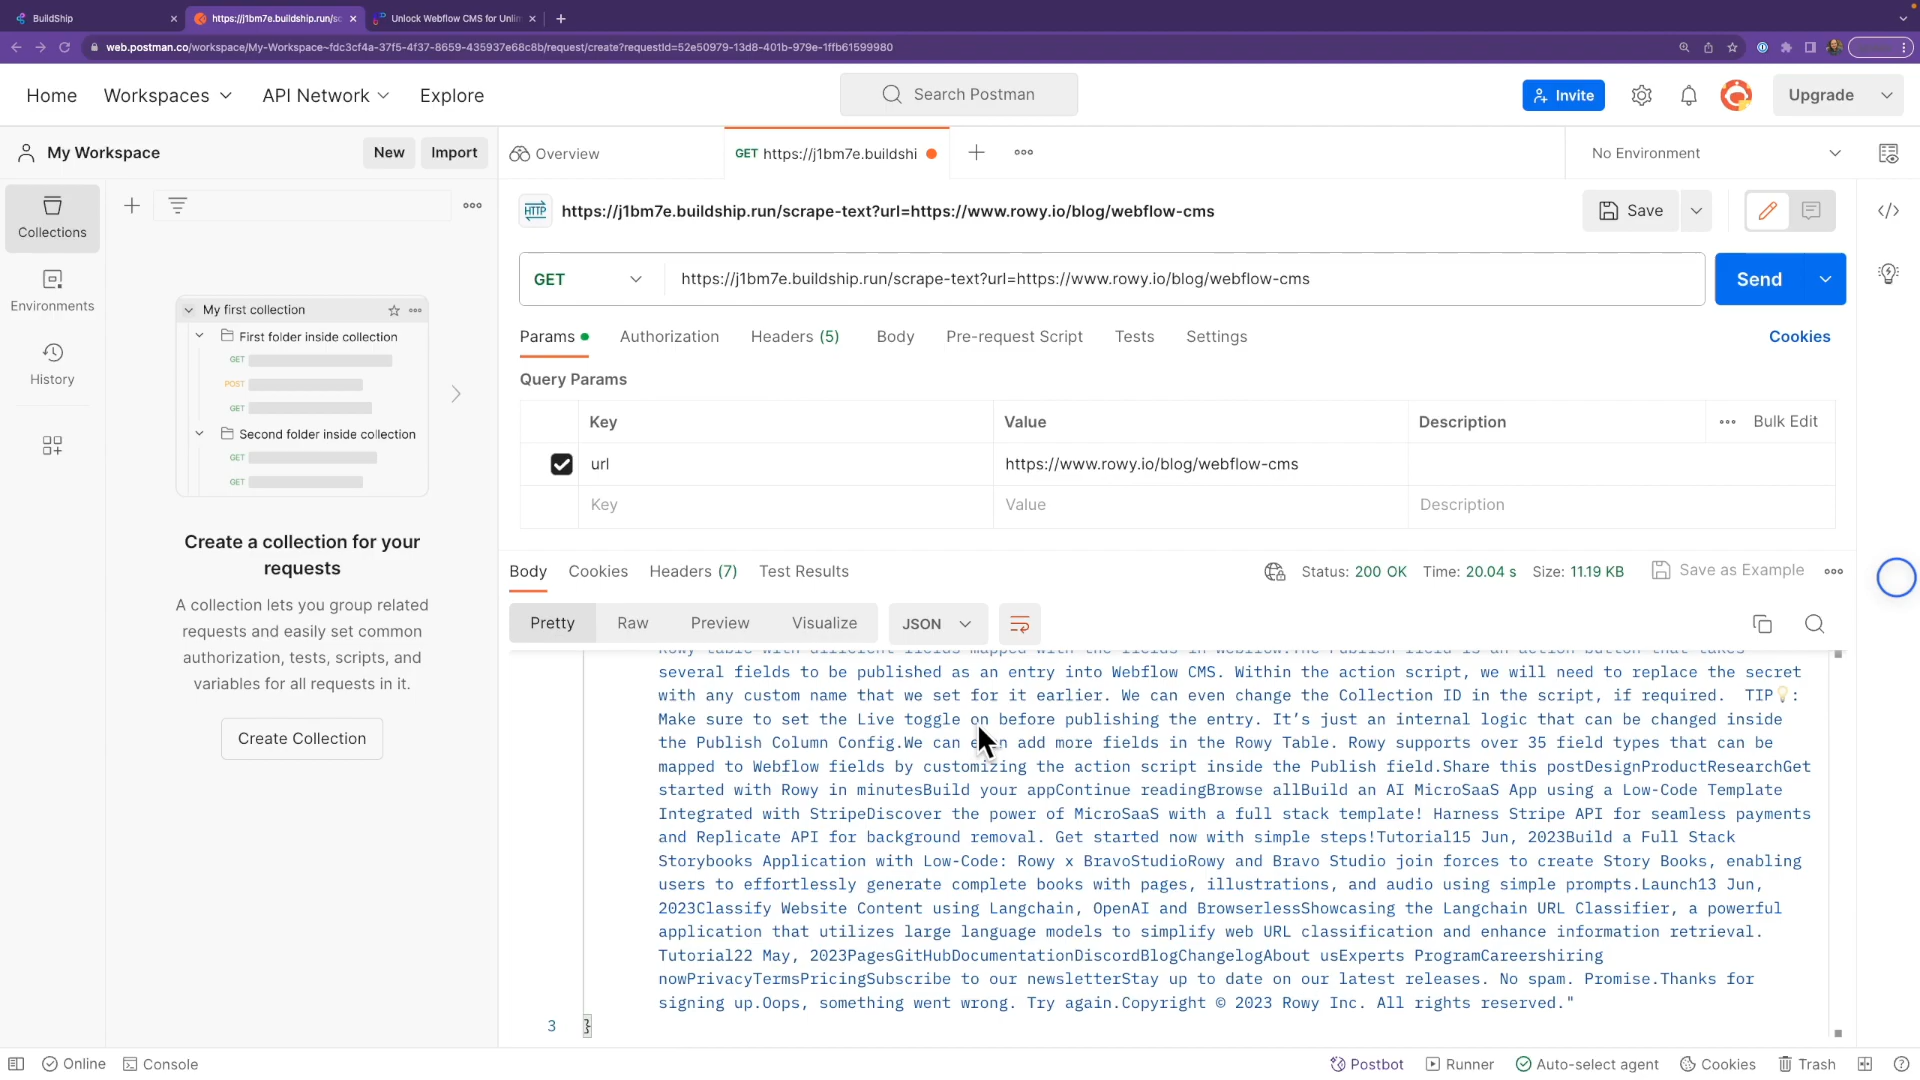 BuildShip
https://j1bm7e.buildship.run/sc
Unlock Webflow CMS for Unlim
web.postman.co/workspace/My-Workspace~fdc3cf4a-37f5-4f37-8659-435937e68c8b/request/create?requestId=52e50979-13d8-401b-979e-1ffb61599980
Home Workspaces API Network Explore
Search Postman
Invite
Upgrade
My Workspace
New Import
Overview
GET https://j1bm7e.buildshi
No Environment
Collections
Environments
History
My first collection
First folder inside collection
GET
POST
GET
Second folder inside collection
GET
GET
Create a collection for your
requests
A collection lets you group related
requests and easily set common
authorization, tests, scripts, and
variables for all requests in it.
Create Collection
HTTP https://j1bm7e.buildship.run/scrape-text?url=https://www.rowy.io/blog/webflow-cms
Save
GET https://j1bm7e.buildship.run/scrape-text?url=https://www.rowy.io/blog/webflow-cms
Send
Params Authorization Headers (5) Body Pre-request Script Tests Settings
Cookies
Query Params
Key Value Description Bulk Edit
url https://www.rowy.io/blog/webflow-cms
Key Value Description
Body Cookies Headers (7) Test Results
Status: 200 OK Time: 20.04 s Size: 11.19 KB Save as Example
Pretty Raw Preview Visualize JSON
Rowy table with different fields mapped with the fields in Webflow.The Publish field is an action button that takes
several fields to be published as an entry into Webflow CMS. Within the action script, we will need to replace the secret
with any custom name that we set for it earlier. We can even change the Collection ID in the script, if required.  TIP💡:
Make sure to set the Live toggle on before publishing the entry. It’s just an internal logic that can be changed inside
the Publish Column Config.We can even add more fields in the Rowy Table. Rowy supports over 35 field types that can be
mapped to Webflow fields by customizing the action script inside the Publish field.Share this postDesignProductResearchGet
started with Rowy in minutesBuild your appContinue readingBrowse allBuild an AI MicroSaaS App using a Low-Code Template
Integrated with StripeDiscover the power of MicroSaaS with a full stack template! Harness Stripe API for seamless payments
and Replicate API for background removal. Get started now with simple steps!Tutorial15 Jun, 2023Build a Full Stack
Storybooks Application with Low-Code: Rowy x BravoStudioRowy and Bravo Studio join forces to create Story Books, enabling
users to effortlessly generate complete books with pages, illustrations, and audio using simple prompts.Launch13 Jun,
2023Classify Website Content using Langchain, OpenAI and BrowserlessShowcasing the Langchain URL Classifier, a powerful
application that utilizes large language models to simplify web URL classification and enhance information retrieval.
Tutorial22 May, 2023PagesGitHubDocumentationDiscordBlogChangelogAbout usExperts ProgramCareershiring
nowPrivacyTermsPricingSubscribe to our newsletterStay up to date on our latest releases. No spam. Promise.Thanks for
signing up.Oops, something went wrong. Try again.Copyright © 2023 Rowy Inc. All rights reserved."
3 }
Online Console
Postbot Runner Auto-select agent Cookies Trash